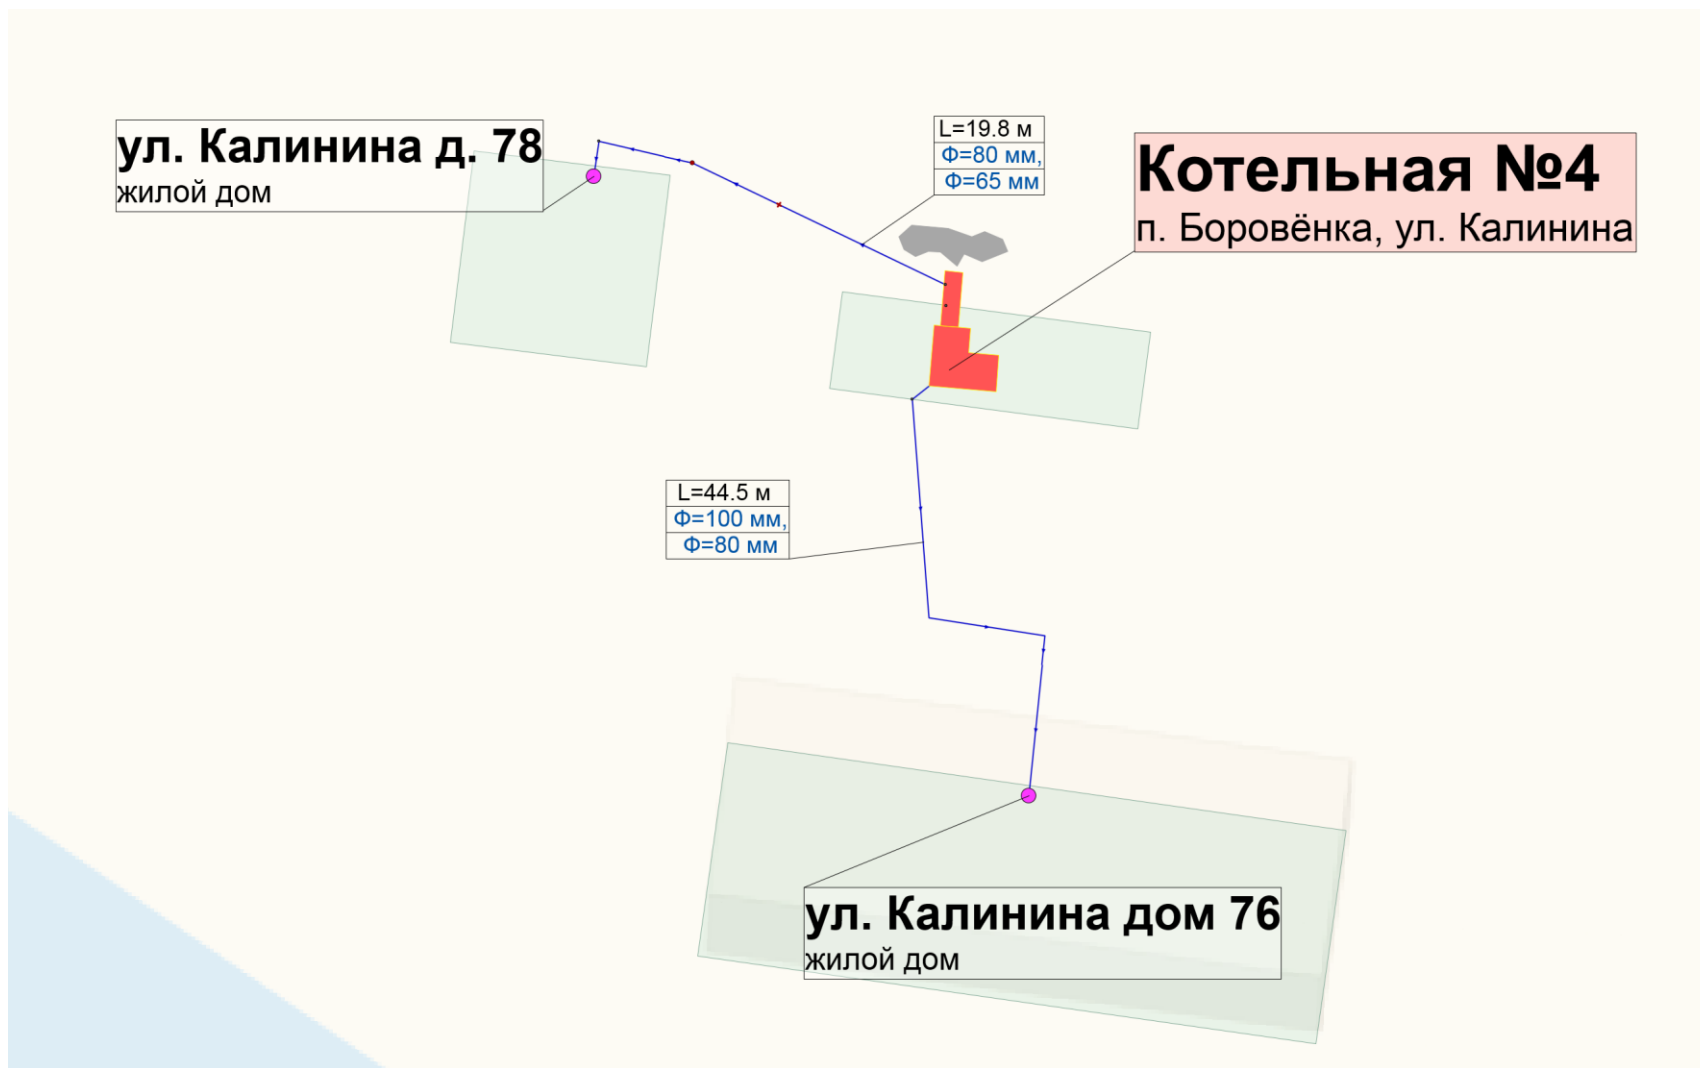 ул. Калинина д. 78
жилой дом
L=19.8 м
Ф=80 мм,
Ф=65 мм
Котельная №4
п. Боровёнка, ул. Калинина
L=44.5 м
Ф=100 мм,
Ф=80 мм
ул. Калинина дом 76
жилой дом